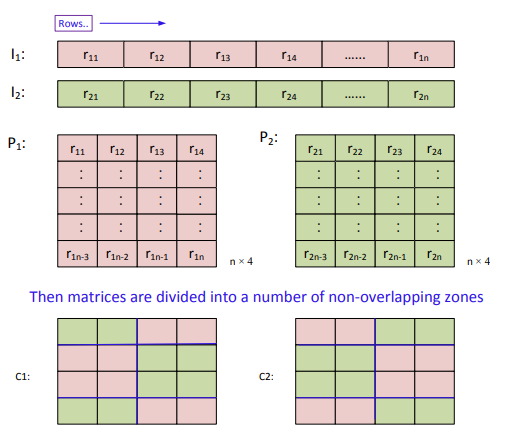 Rows..
I1: r11 r12 r13 r14 ...... r1n
I2: r21 r22 r23 r24 ...... r2n
P1: P2:
r11 r12 r13 r14 r21 r22 r23 r24
: : : : : : : :
: : : : : : : :
: : : : : : : :
r1n-3 r1n-2 r1n-1 r1n n × 4 r2n-3 r2n-2 r2n-1 r2n n × 4
Then matrices are divided into a number of non-overlapping zones
C1: C2: